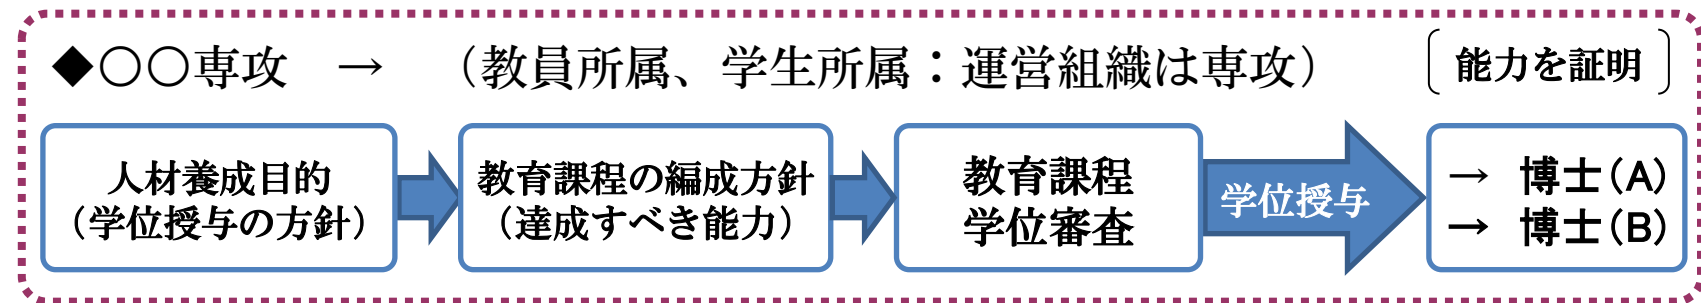 ◆○○専攻　→　（教員所属、学生所属：運営組織は専攻）
〔能力を証明〕
人材養成目的
（学位授与の方針）
教育課程の編成方針
（達成すべき能力）
教育課程
学位審査
学位授与
→ 博士（A）
→ 博士（B）